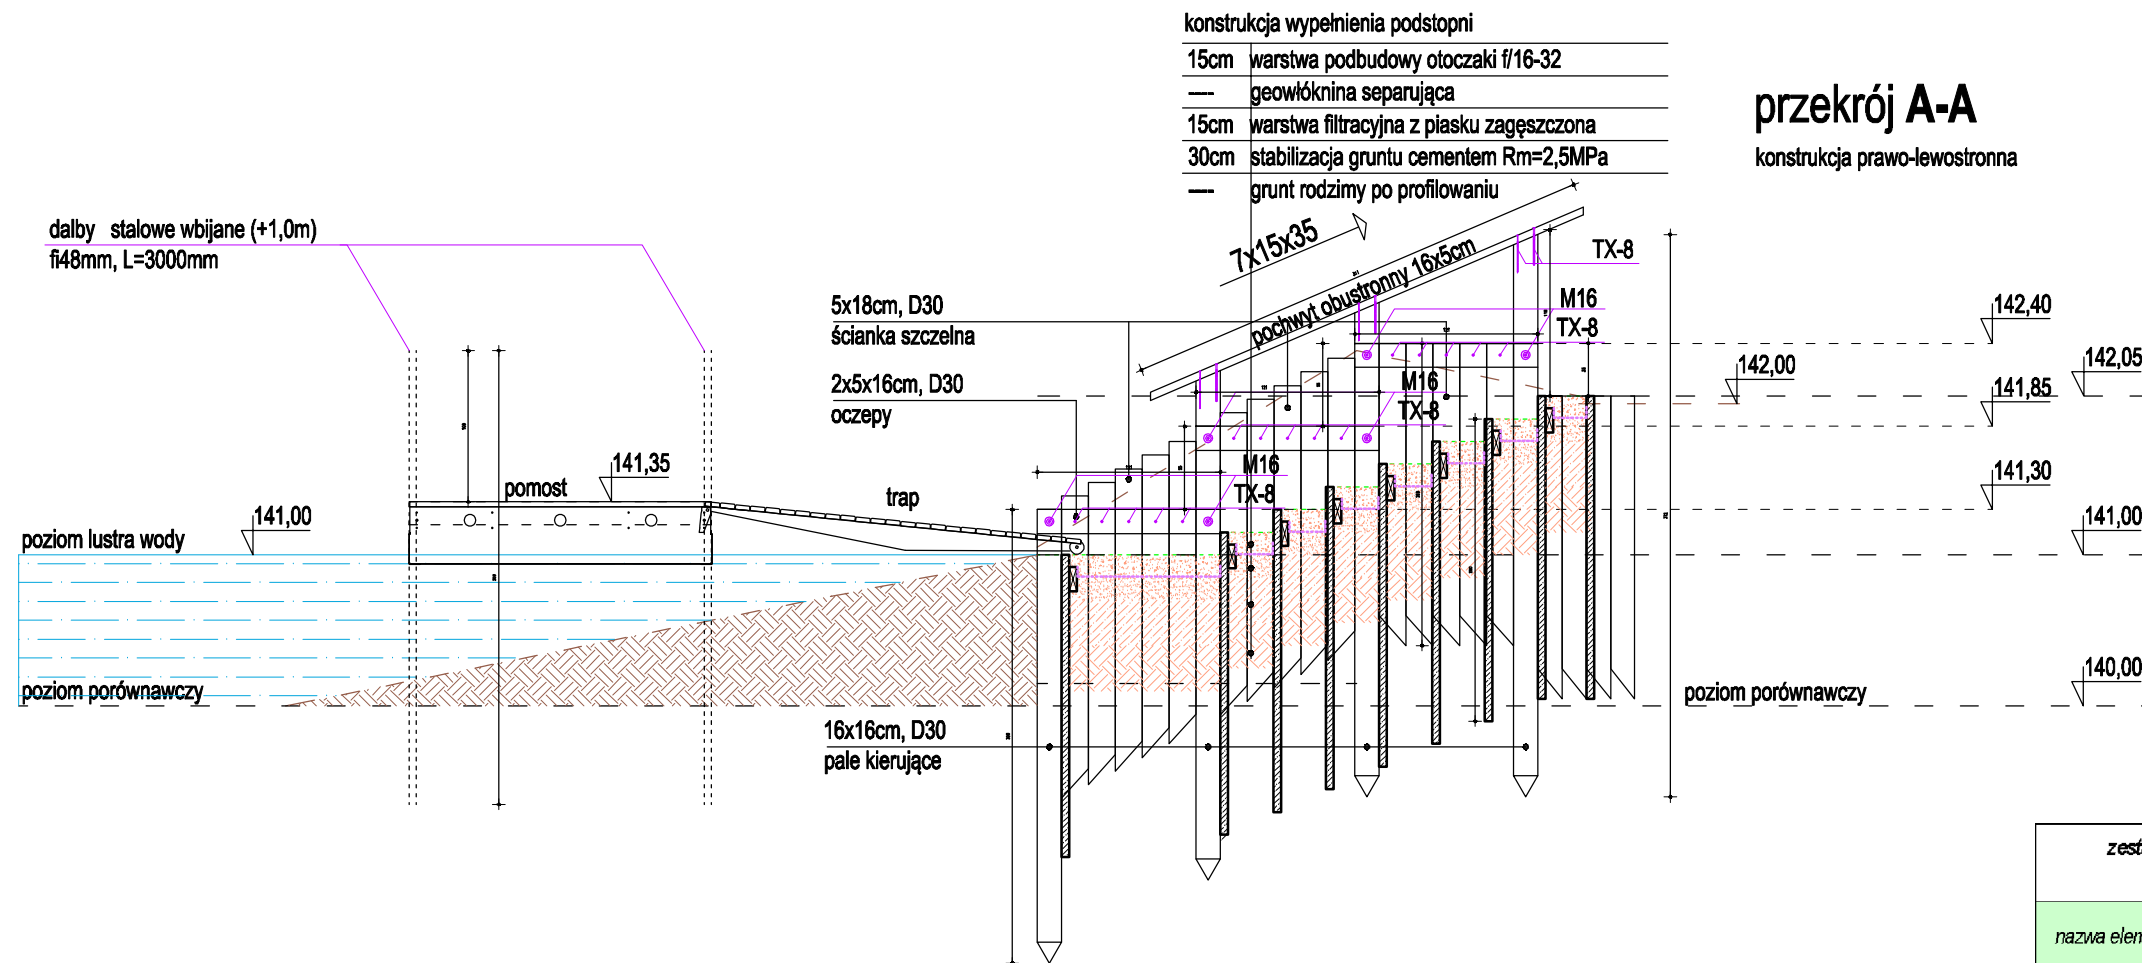 konstrukcja wypełnienia podstopni
15cm warstwa podbudowy otoczaki f/16-32
---- geowłóknina separująca
15cm warstwa filtracyjna z piasku zagęszczona
30cm stabilizacja gruntu cementem Rm=2,5MPa
---- grunt rodzimy po profilowaniu
przekrój A-A
konstrukcja prawo-lewostronna
dalby stalowe wbijane (+1,0m)
fi48mm, L=3000mm
7x15x35
pochwyt obustronny 16x5cm
TX-8
M16
TX-8
5x18cm, D30
ścianka szczelna
2x5x16cm, D30
oczepy
M16
TX-8
M16
TX-8
142,40
142,05
142,00
141,85
141,30
141,00
140,00
141,35
pomost
trap
141,00
poziom lustra wody
poziom porównawczy
poziom porównawczy
16x16cm, D30
pale kierujące